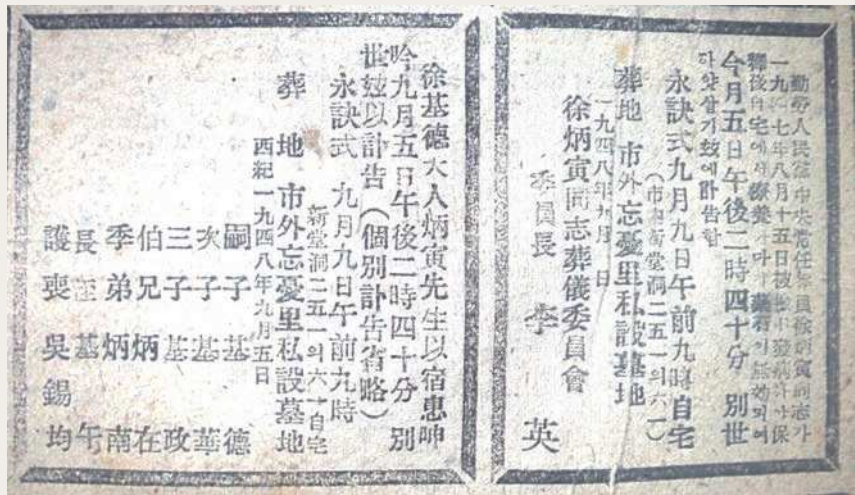 勤勞人民黨中央常任委員徐炳寅同志가
一九四七年八月十五日被檢中發病하야保
釋後自宅에서療養하다가藥石이無効되여
今月五日午後二時四十分 別世
하얏삽기玆에訃告함
永訣式九月九日午前九時自宅
(市內新堂洞二五一의六一)
葬地 市外忘憂里私設墓地
一九四八年九月 日
徐炳寅同志葬儀委員會
委員長 李 英
徐基德大人炳寅先生以宿患呻
吟九月五日午後二時四十分別
世玆以訃告(個別訃告省略)
永訣式 九月九日午前九時
新堂洞二五一의六一自宅
葬 地 市外忘憂里私設墓地
西紀一九四八年九月五日
嗣子 基德
次子 基華
三子 基政
伯兄 炳在
季弟 炳南
長 基午
護喪 吳錫均